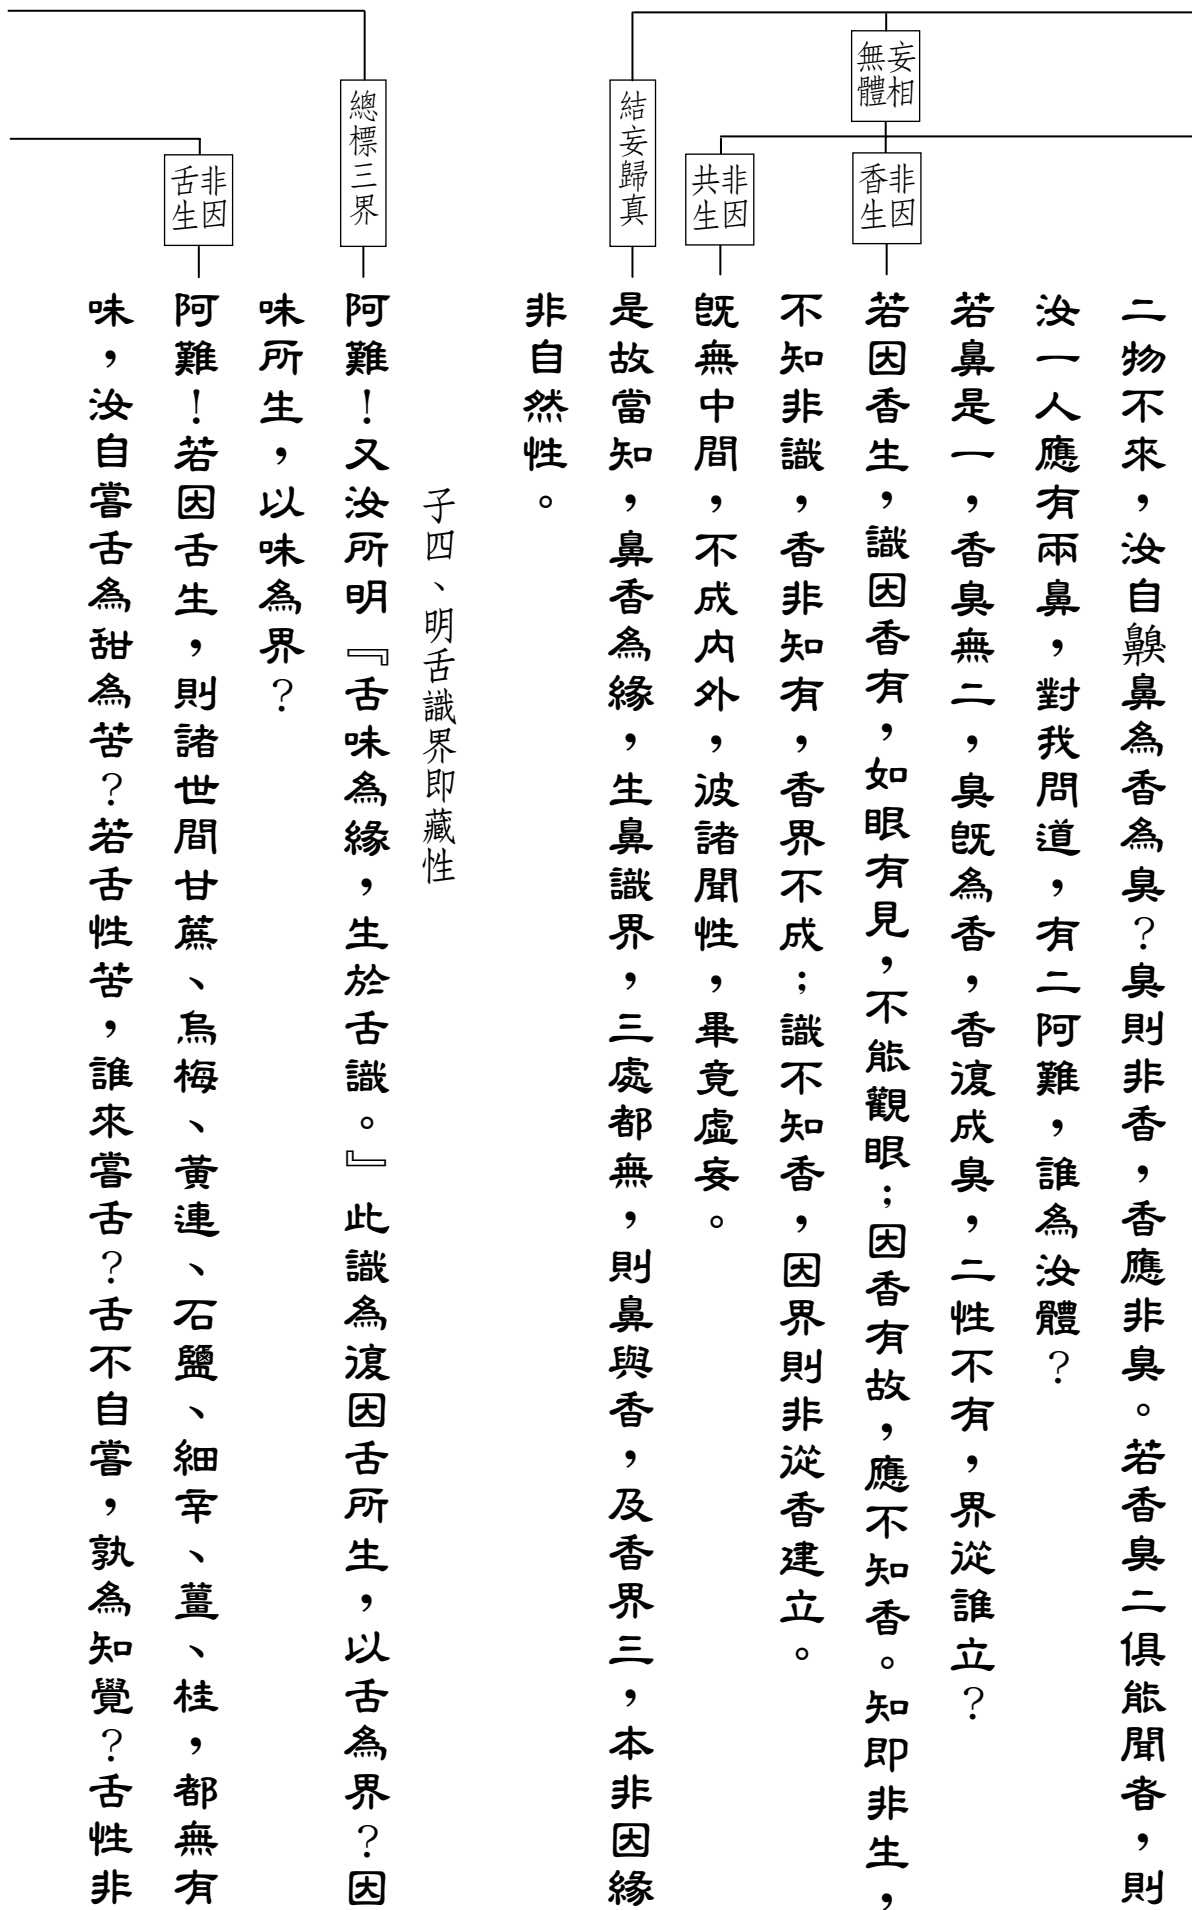 二物不來，汝自齅鼻為香為臭？臭則非香，香應非臭。若香臭二俱能聞者，則
汝一人應有兩鼻，對我問道，有二阿難，誰為汝體？
若鼻是一，香臭無二，臭既為香，香復成臭，二性不有，界從誰立？
妄相無體
非因香生
若因香生，識因香有，如眼有見，不能觀眼；因香有故，應不知香。知即非生，
不知非識，香非知有，香界不成；識不知香，因界則非從香建立。
非因共生
既無中間，不成內外，彼諸聞性，畢竟虛妄。
結妄歸真
是故當知，鼻香為緣，生鼻識界，三處都無，則鼻與香，及香界三，本非因緣
非自然性。
子四、明舌識界即藏性
總標三界
阿難！又汝所明『舌味為緣，生於舌識。』此識為復因舌所生，以舌為界？因
味所生，以味為界？
非因舌生
阿難！若因舌生，則諸世間甘蔗、烏梅、黃連、石鹽、細辛、薑、桂，都無有
味，汝自嘗舌為甜為苦？若舌性苦，誰來嘗舌？舌不自嘗，孰為知覺？舌性非